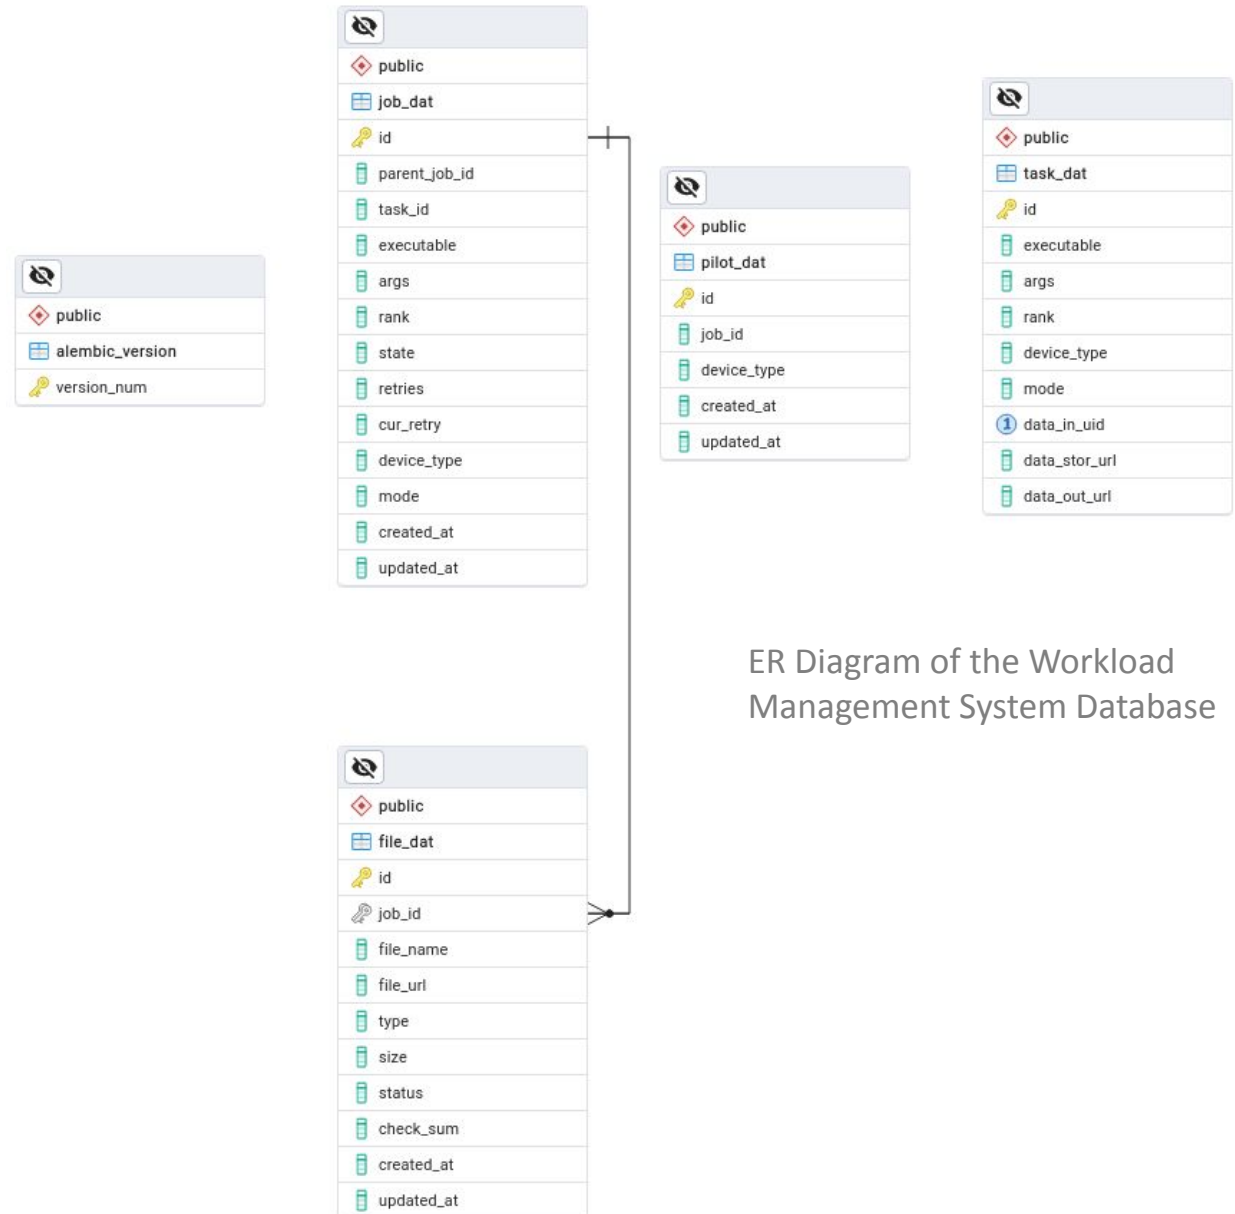 public
job_dat
id
parent_job_id
task_id
executable
args
rank
state
retries
cur_retry
device_type
mode
created_at
updated_at
public
alembic_version
version_num
public
pilot_dat
id
job_id
device_type
created_at
updated_at
public
task_dat
id
executable
args
rank
device_type
mode
1 data_in_uid
data_stor_url
data_out_url
ER Diagram of the Workload
Management System Database
public
file_dat
id
job_id
file_name
file_url
type
size
status
check_sum
created_at
updated_at